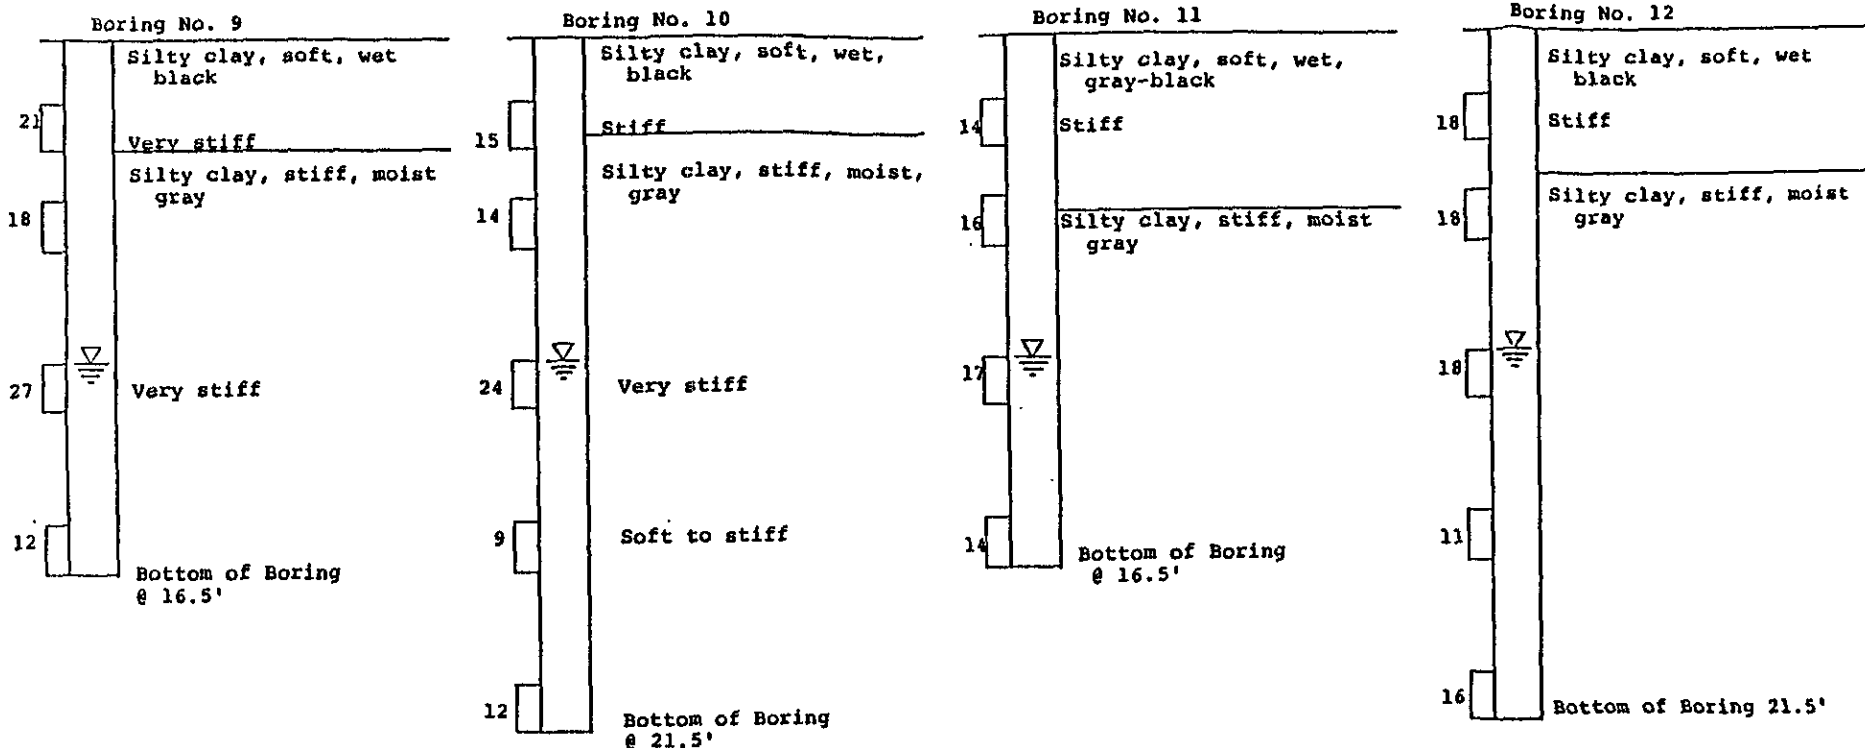 Boring No. 9
Silty clay, soft, wet
black
21
Very stiff
Silty clay, stiff, moist
gray
18
27
Very stiff
12
Bottom of Boring
@ 16.5'
Boring No. 10
Silty clay, soft, wet,
black
15
Stiff
Silty clay, stiff, moist,
gray
14
24
Very stiff
9
Soft to stiff
12
Bottom of Boring
@ 21.5'
Boring No. 11
Silty clay, soft, wet,
gray-black
14
Stiff
16
Silty clay, stiff, moist
gray
17
14
Bottom of Boring
@ 16.5'
Boring No. 12
Silty clay, soft, wet
black
18
Stiff
Silty clay, stiff, moist
gray
18
18
11
16
Bottom of Boring 21.5'